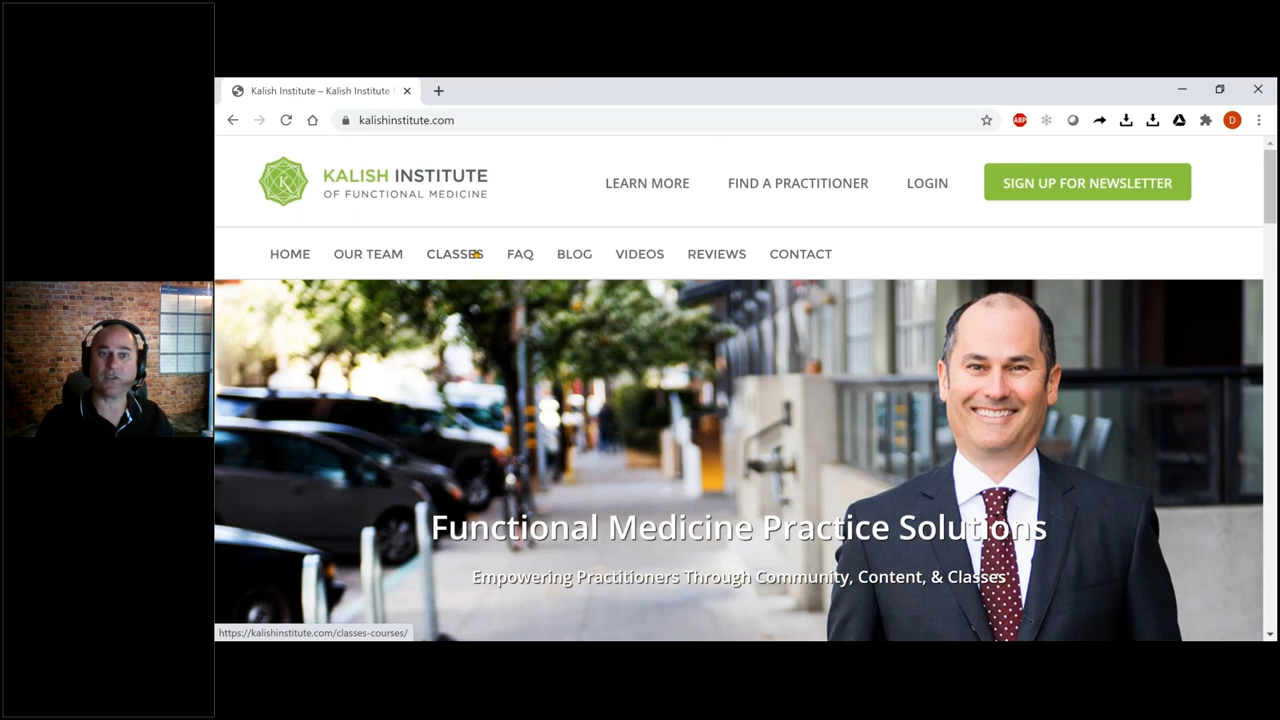 Kalish Institute – Kalish Institute
kalishinstitute.com
ABP
D
K
KALISH INSTITUTE
OF FUNCTIONAL MEDICINE
LEARN MORE
FIND A PRACTITIONER
LOGIN
SIGN UP FOR NEWSLETTER
HOME
OUR TEAM
CLASSES
FAQ
BLOG
VIDEOS
REVIEWS
CONTACT
Functional Medicine Practice Solutions
Empowering Practitioners Through Community, Content, & Classes
https://kalishinstitute.com/classes-courses/